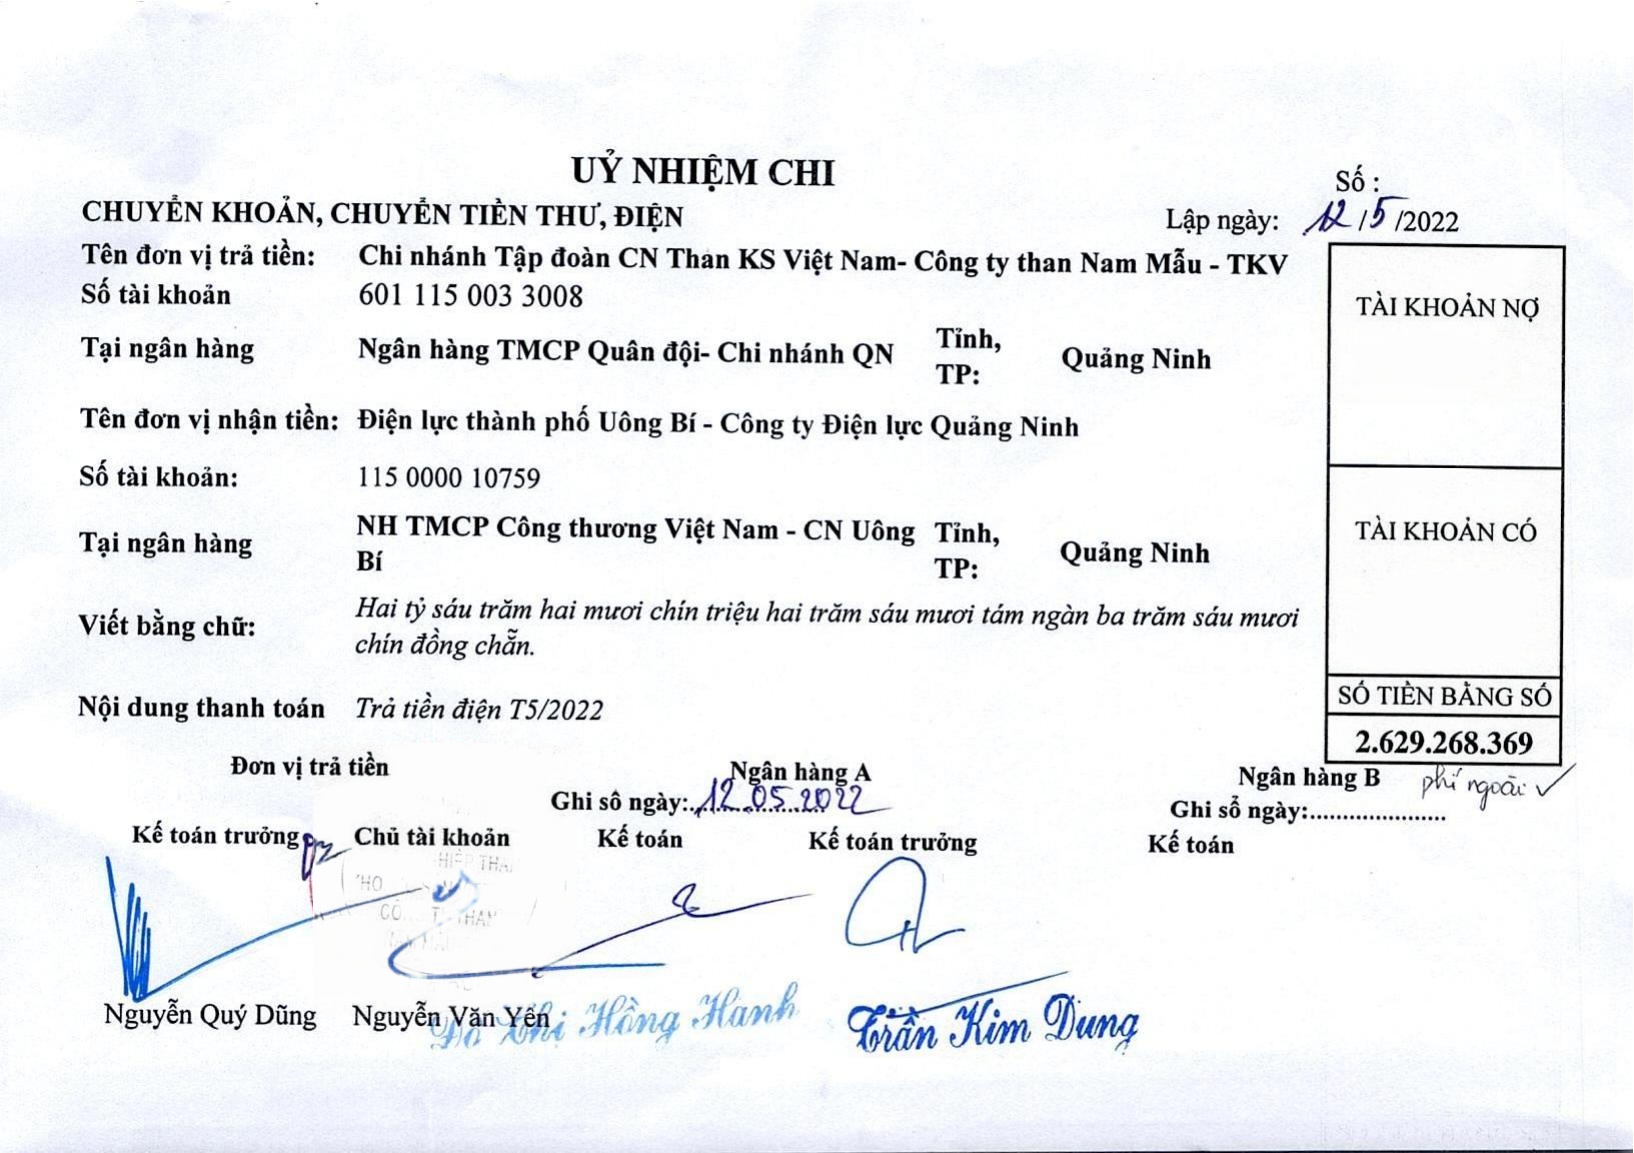 UỶ NHIỆM CHI
Số :
CHUYỂN KHOẢN, CHUYỂN TIỀN THƯ, ĐIỆN
Lập ngày: 12/5/2022
Tên đơn vị trả tiền: Chi nhánh Tập đoàn CN Than KS Việt Nam- Công ty than Nam Mẫu - TKV
Số tài khoản 601 115 003 3008
TÀI KHOẢN NỢ
Tại ngân hàng Ngân hàng TMCP Quân đội- Chi nhánh QN Tỉnh, Quảng Ninh
TP:
Tên đơn vị nhận tiền: Điện lực thành phố Uông Bí - Công ty Điện lực Quảng Ninh
Số tài khoản: 115 0000 10759
TÀI KHOẢN CÓ
Tại ngân hàng NH TMCP Công thương Việt Nam - CN Uông Tỉnh, Quảng Ninh
Bí TP:
Viết bằng chữ: Hai tỷ sáu trăm hai mươi chín triệu hai trăm sáu mươi tám ngàn ba trăm sáu mươi
chín đồng chẵn.
SỐ TIỀN BẰNG SỐ
Nội dung thanh toán Trả tiền điện T5/2022
2.629.268.369
Đơn vị trả tiền Ngân hàng A Ngân hàng B phí ngoài
Ghi sô ngày: 12.05.2022 Ghi sổ ngày:.....................
Kế toán trưởng Chủ tài khoản Kế toán Kế toán trưởng Kế toán
Nguyễn Quý Dũng Nguyễn Văn Yên Thị Hồng Hạnh Trần Kim Dung